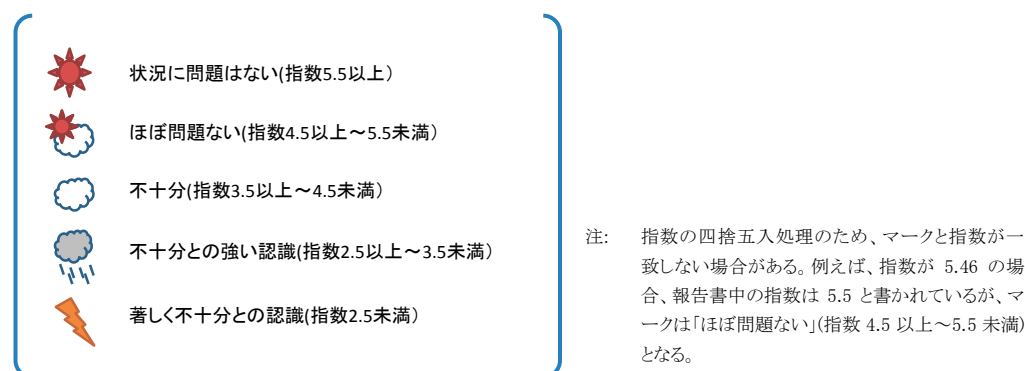 状況に問題はない(指数5.5以上)
ほぼ問題ない(指数4.5以上～5.5未満)
不十分(指数3.5以上～4.5未満)
不十分との強い認識(指数2.5以上～3.5未満)
著しく不十分との認識(指数2.5未満)
注: 指数の四捨五入処理のため、マークと指数が一
致しない場合がある。例えば、指数が 5.46 の場
合、報告書中の指数は 5.5 と書かれているが、マ
ークは「ほぼ問題ない」(指数 4.5 以上～5.5 未満)
となる。